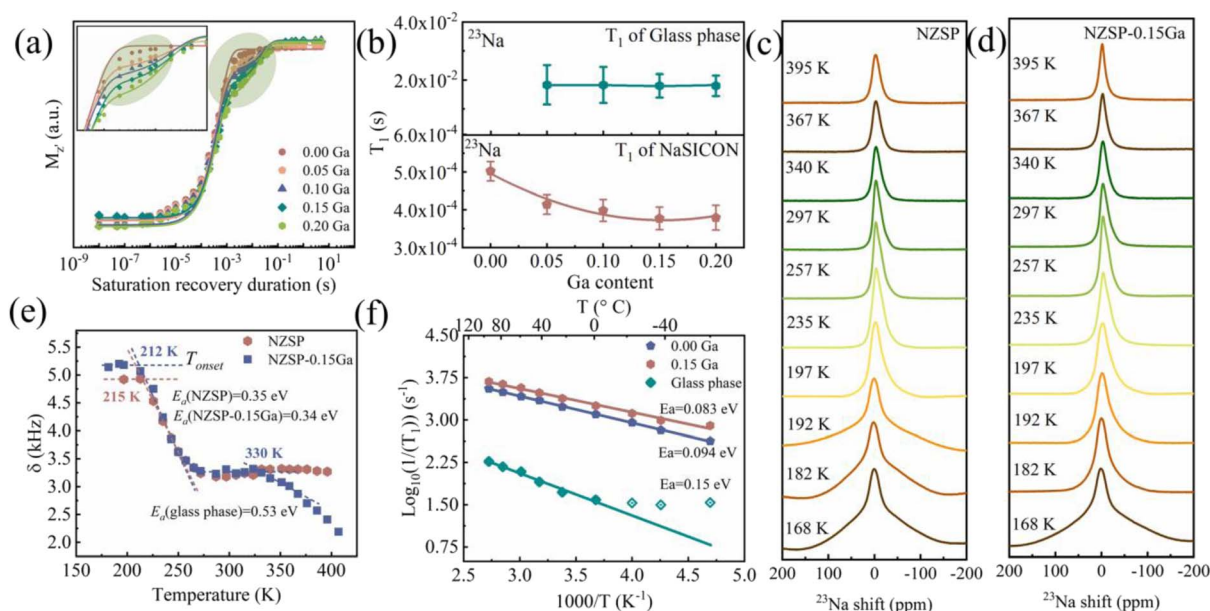 (a)
M_z' (a.u.)
0.00 Ga
0.05 Ga
0.10 Ga
0.15 Ga
0.20 Ga
10⁻⁹ 10⁻⁷ 10⁻⁵ 10⁻³ 10⁻¹ 10¹ 10³
Saturation recovery duration (s)
(b)
²³Na T₁ of Glass phase
2.0x10⁻²
6.0x10⁻⁴
²³Na T₁ of NaSICON
5.0x10⁻⁴
4.0x10⁻⁴
3.0x10⁻⁴
T₁ (s)
0.00 0.05 0.10 0.15 0.20
Ga content
(c)
NZSP
395 K
367 K
340 K
297 K
257 K
235 K
197 K
192 K
182 K
168 K
200 100 0 -100 -200
²³Na shift (ppm)
(d)
NZSP-0.15Ga
395 K
367 K
340 K
297 K
257 K
235 K
197 K
192 K
182 K
168 K
200 100 0 -100 -200
²³Na shift (ppm)
(e)
δ (kHz)
5.5
5.0
4.5
4.0
3.5
3.0
2.5
2.0
NZSP
NZSP-0.15Ga
212 K
T_onset
215 K
E_a(NZSP)=0.35 eV
E_a(NZSP-0.15Ga)=0.34 eV
330 K
E_a(glass phase)=0.53 eV
150 200 250 300 350 400
Temperature (K)
(f)
T (° C)
120 80 40 0 -40
Log₁₀(1/(T₁)) (s⁻¹)
4.50
3.75
3.00
2.25
1.50
0.75
0.00 Ga
0.15 Ga
Glass phase
Ea=0.083 eV
Ea=0.094 eV
Ea=0.15 eV
2.5 3.0 3.5 4.0 4.5 5.0
1000/T (K⁻¹)